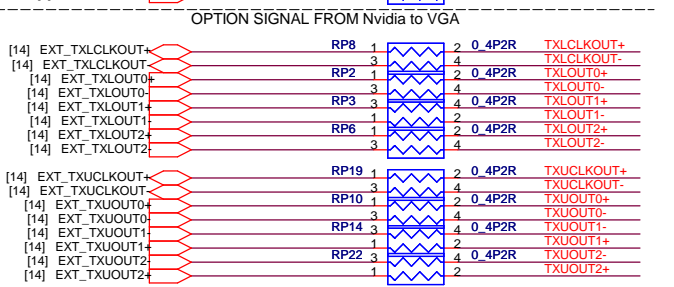 OPTION SIGNAL FROM Nvidia to VGA
[14] EXT_TXLCLKOUT+ RP8 1 2 0_4P2R TXLCLKOUT+
[14] EXT_TXLCLKOUT- 3 4 TXLCLKOUT-
[14] EXT_TXLOUT0+ RP2 1 2 0_4P2R TXLOUT0+
[14] EXT_TXLOUT0- 3 4 TXLOUT0-
[14] EXT_TXLOUT1+ RP3 3 4 0_4P2R TXLOUT1+
[14] EXT_TXLOUT1- 1 2 TXLOUT1-
[14] EXT_TXLOUT2+ RP6 1 2 0_4P2R TXLOUT2+
[14] EXT_TXLOUT2- 3 4 TXLOUT2-
[14] EXT_TXUCLKOUT+ RP19 1 2 0_4P2R TXUCLKOUT+
[14] EXT_TXUCLKOUT- 3 4 TXUCLKOUT-
[14] EXT_TXUOUT0+ RP10 1 2 0_4P2R TXUOUT0+
[14] EXT_TXUOUT0- 3 4 TXUOUT0-
[14] EXT_TXUOUT1- RP14 3 4 0_4P2R TXUOUT1-
[14] EXT_TXUOUT1+ 1 2 TXUOUT1+
[14] EXT_TXUOUT2- RP22 3 4 0_4P2R TXUOUT2-
[14] EXT_TXUOUT2+ 1 2 TXUOUT2+